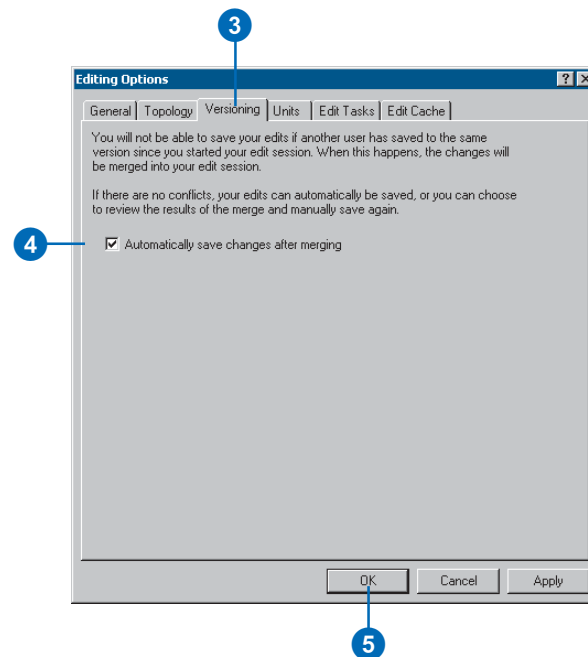 3
Editing Options
General Topology Versioning Units Edit Tasks Edit Cache
You will not be able to save your edits if another user has saved to the same
version since you started your edit session. When this happens, the changes will
be merged into your edit session.
If there are no conflicts, your edits can automatically be saved, or you can choose
to review the results of the merge and manually save again.
4
Automatically save changes after merging
OK Cancel Apply
5